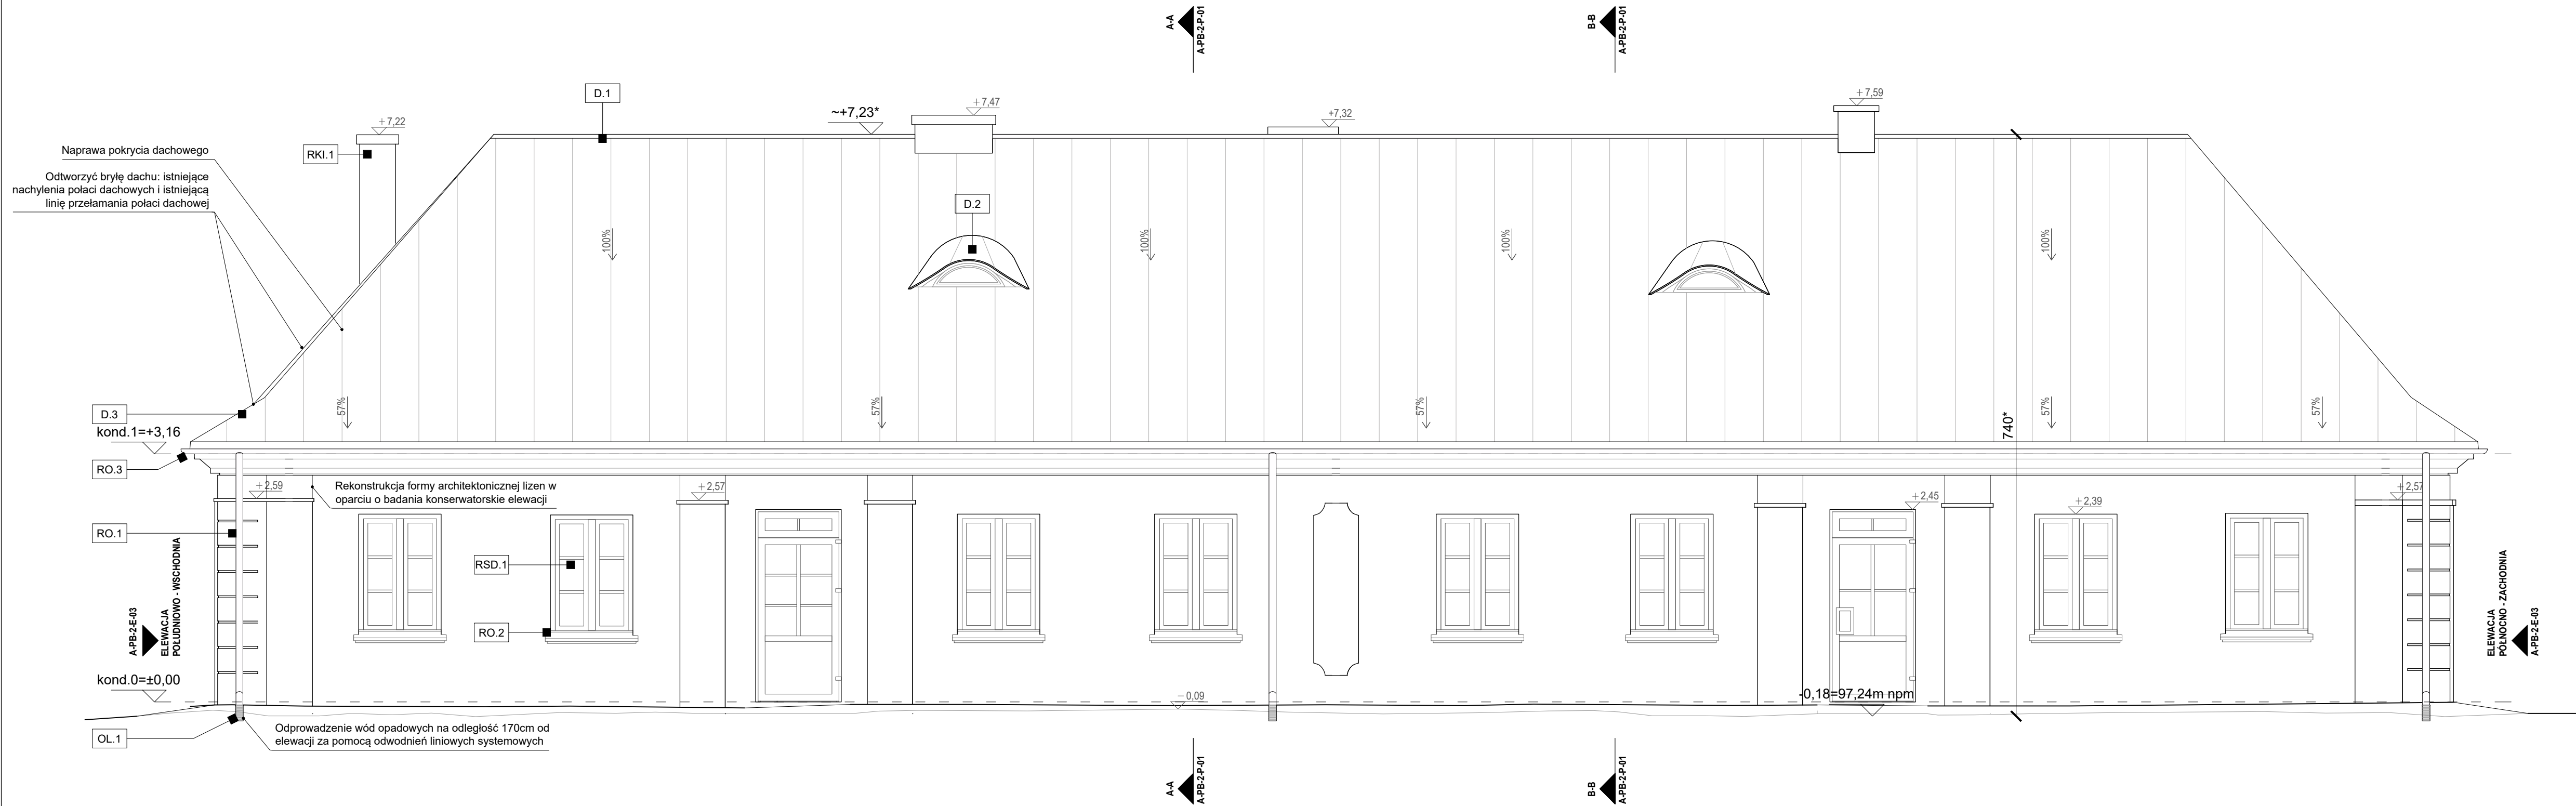 A-A
A-PB-2-P-01
B-B
A-PB-2-P-01
D.1
~+7,23*
+7,47
+7,32
+7,59
+7,22
RKI.1
Naprawa pokrycia dachowego
Odtworzyć bryłę dachu: istniejące
nachylenia połaci dachowych i istniejącą
linię przełamania połaci dachowej
D.2
100%
100%
100%
100%
57%
57%
57%
57%
57%
740*
D.3
kond.1=+3,16
RO.3
+2,59
Rekonstrukcja formy architektonicznej lizen w
oparciu o badania konserwatorskie elewacji
+2,57
+2,45
+2,39
+2,57
RO.1
RSD.1
RO.2
A-PB-2-E-03
ELEWACJA
POŁUDNIOWO - WSCHODNIA
ELEWACJA
PÓŁNOCNO - ZACHODNIA
A-PB-2-E-03
kond.0=±0,00
-0,09
-0,18=97,24m npm
OL.1
Odprowadzenie wód opadowych na odległość 170cm od
elewacji za pomocą odwodnień liniowych systemowych
A-A
A-PB-2-P-01
B-B
A-PB-2-P-01